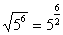 √5⁶ = 5^(6/2)